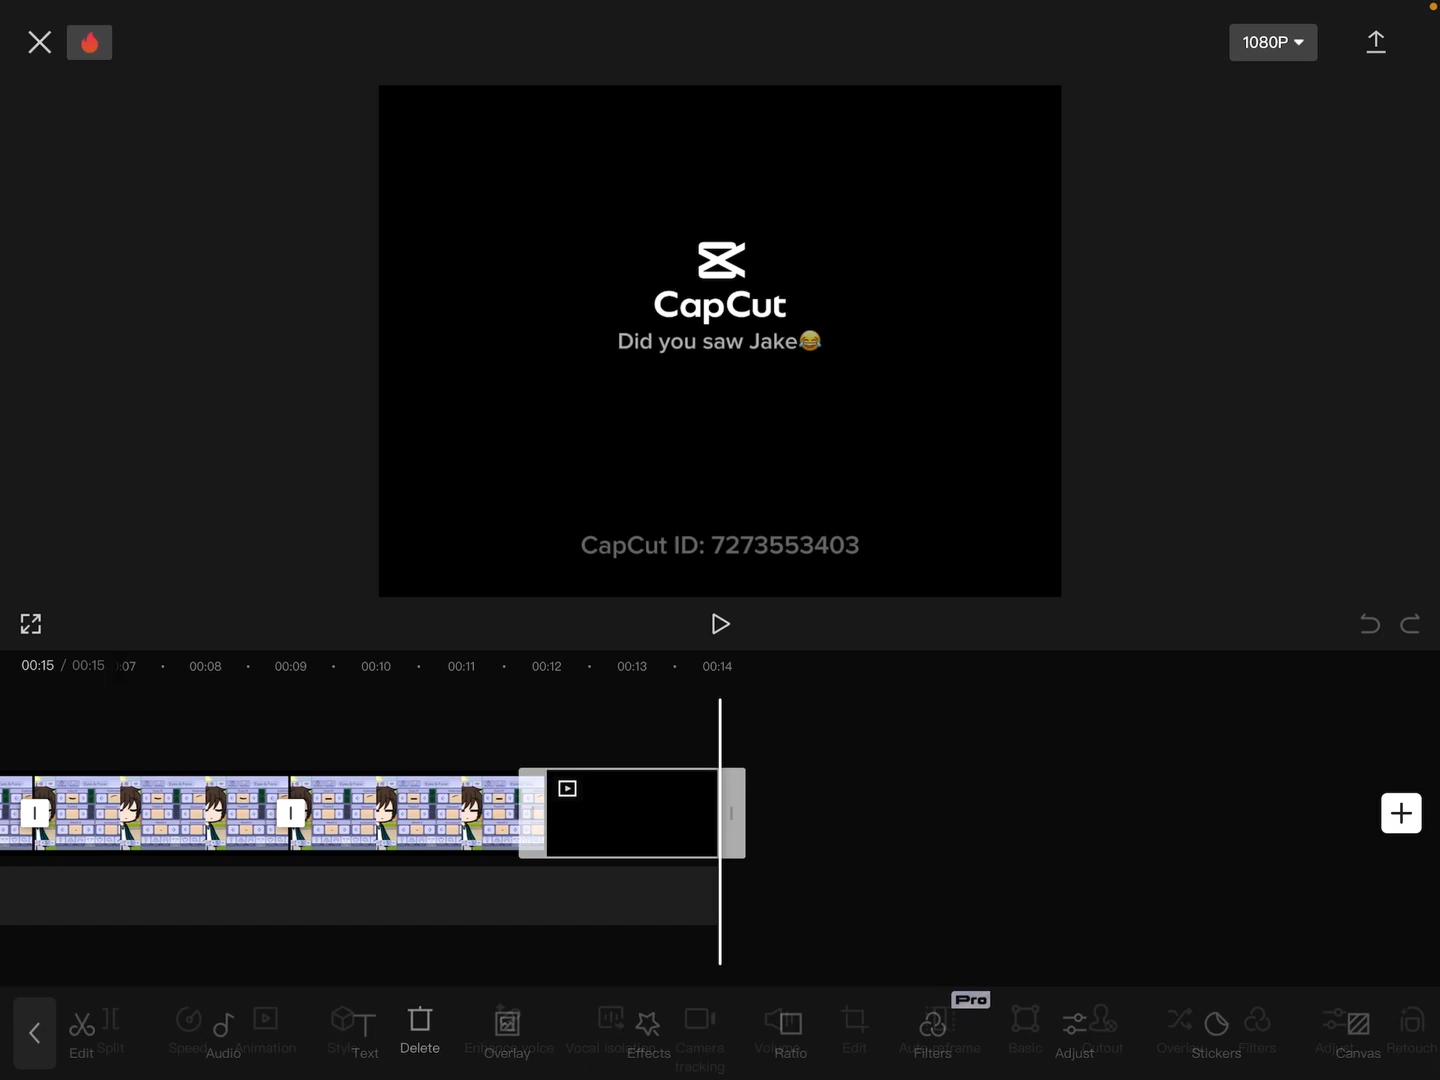 1080P
CapCut
Did you saw Jake😂
CapCut ID: 7273553403
00:15 / 00:15 :07 00:08 00:09 00:10 00:11 00:12 00:13 00:14
Pro
Split Speed Animation Style Delete Enhance voice Vocal isolation Camera tracking Volume Edit Auto reframe Basic Cutout Overlay Filters Adjust Retouch
Edit Audio Text Overlay Effects Ratio Filters Adjust Stickers Canvas